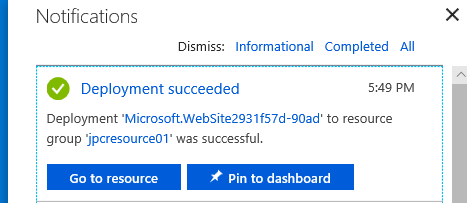 Notifications
Dismiss: Informational Completed All
Deployment succeeded 5:49 PM
Deployment 'Microsoft.WebSite2931f57d-90ad' to resource
group 'jpcresource01' was successful.
Go to resource Pin to dashboard